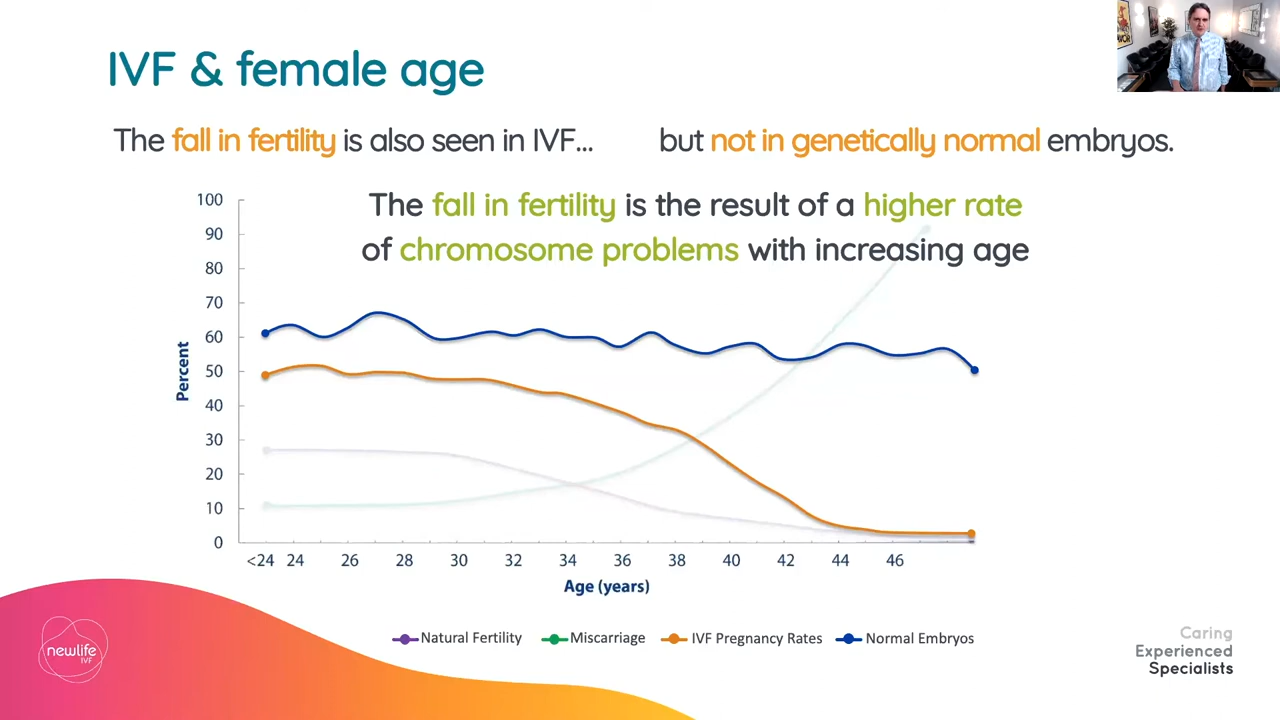 IVF & female age
The fall in fertility is also seen in IVF...
but not in genetically normal embryos.
The fall in fertility is the result of a higher rate
of chromosome problems with increasing age
100
90
80
70
60
50
40
30
20
10
0
Percent
<24 24 26 28 30 32 34 36 38 40 42 44 46
Age (years)
Natural Fertility Miscarriage IVF Pregnancy Rates Normal Embryos
newlife
IVF
Caring
Experienced
Specialists